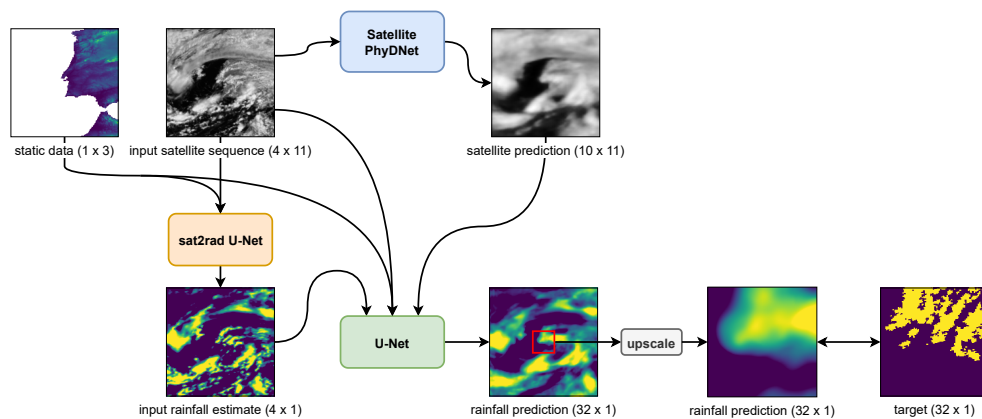 Satellite
PhyDNet
static data (1 x 3)
input satellite sequence (4 x 11)
satellite prediction (10 x 11)
sat2rad U-Net
U-Net
upscale
input rainfall estimate (4 x 1)
rainfall prediction (32 x 1)
rainfall prediction (32 x 1)
target (32 x 1)